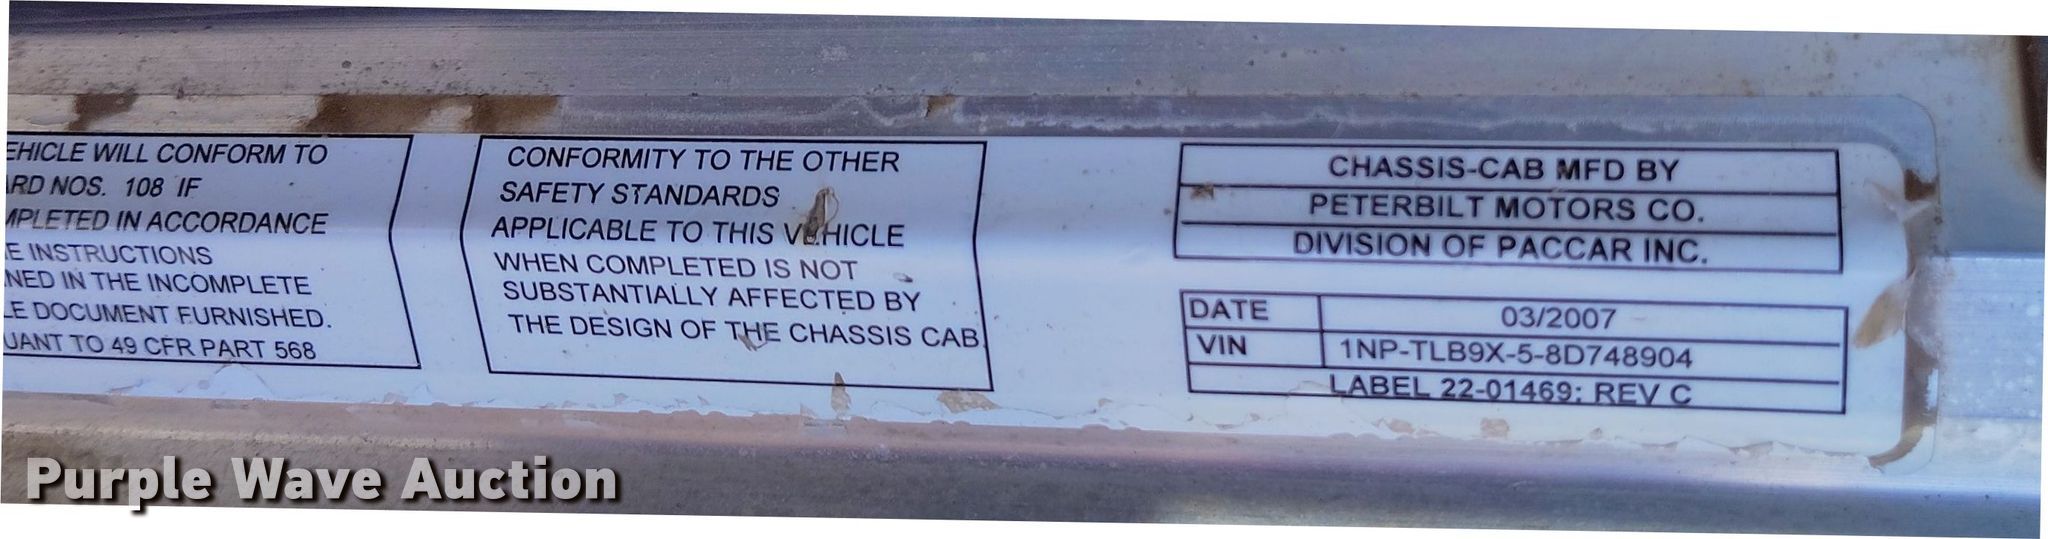 EHICLE WILL CONFORM TO
ARD NOS. 108 IF
MPLETED IN ACCORDANCE
E INSTRUCTIONS
NED IN THE INCOMPLETE
LE DOCUMENT FURNISHED.
UANT TO 49 CFR PART 568
CONFORMITY TO THE OTHER
SAFETY STANDARDS
APPLICABLE TO THIS VEHICLE
WHEN COMPLETED IS NOT
SUBSTANTIALLY AFFECTED BY
THE DESIGN OF THE CHASSIS CAB.
CHASSIS-CAB MFD BY
PETERBILT MOTORS CO.
DIVISION OF PACCAR INC.
DATE 03/2007
VIN 1NP-TLB9X-5-8D748904
LABEL 22-01469; REV C
Purple Wave Auction